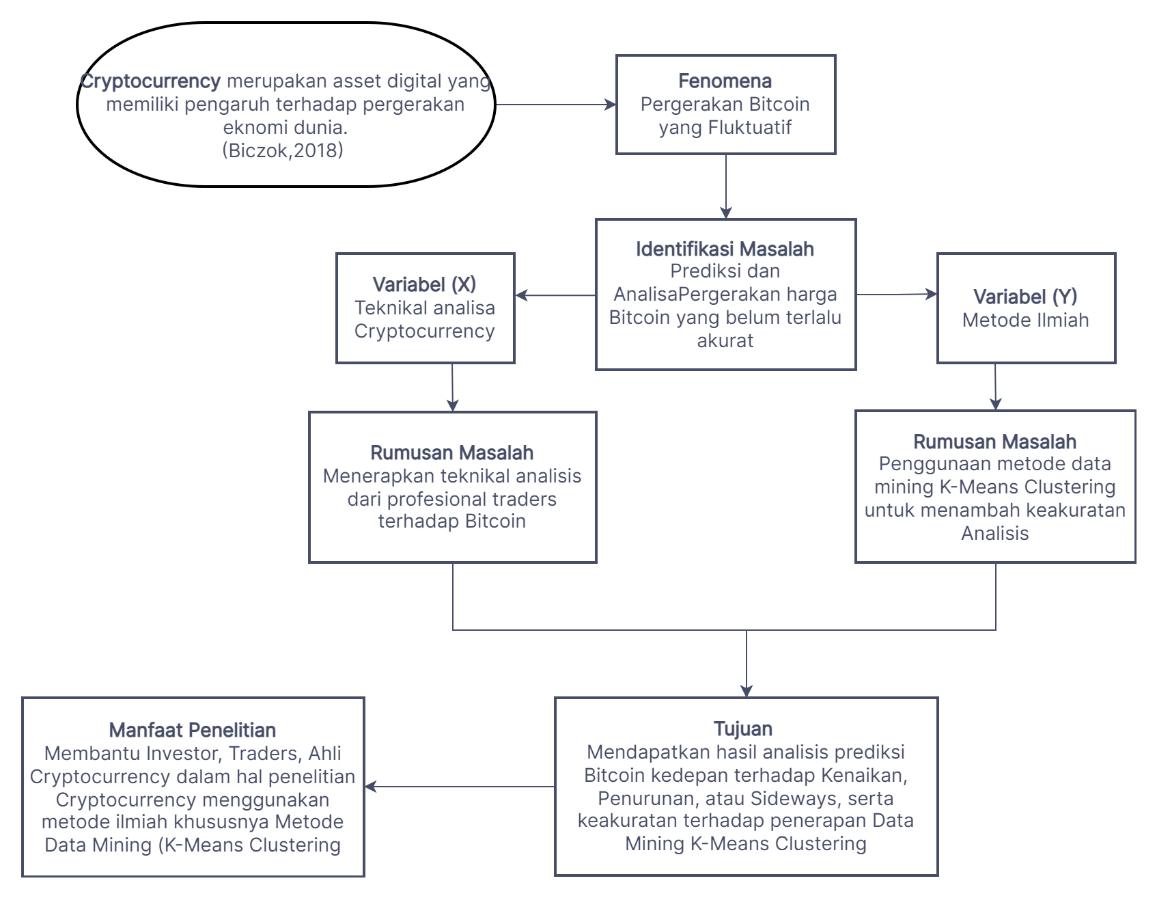 Cryptocurrency merupakan asset digital yang
memiliki pengaruh terhadap pergerakan
eknomi dunia.
(Biczok,2018)
Fenomena
Pergerakan Bitcoin
yang Fluktuatif
Identifikasi Masalah
Prediksi dan
AnalisaPergerakan harga
Bitcoin yang belum terlalu
akurat
Variabel (X)
Teknikal analisa
Cryptocurrency
Variabel (Y)
Metode Ilmiah
Rumusan Masalah
Menerapkan teknikal analisis
dari profesional traders
terhadap Bitcoin
Rumusan Masalah
Penggunaan metode data
mining K-Means Clustering
untuk menambah keakuratan
Analisis
Manfaat Penelitian
Membantu Investor, Traders, Ahli
Cryptocurrency dalam hal penelitian
Cryptocurrency menggunakan
metode ilmiah khususnya Metode
Data Mining (K-Means Clustering
Tujuan
Mendapatkan hasil analisis prediksi
Bitcoin kedepan terhadap Kenaikan,
Penurunan, atau Sideways, serta
keakuratan terhadap penerapan Data
Mining K-Means Clustering